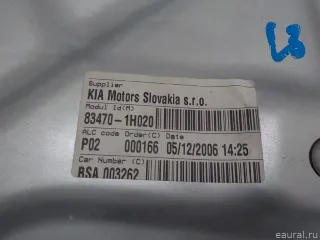 L3
Supplier
KIA Motors Slovakia s.r.o.
Modul Id(M)
83470-1H020
ALC code Order(C) Date
P02 000166 05/12/2006 14:25
Car Number (C)
BSA 003262
© eaural.ru